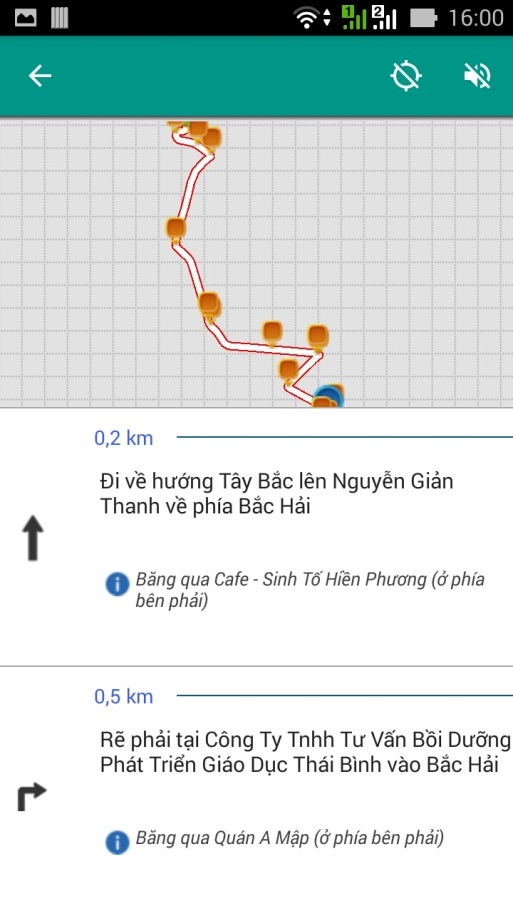 1 2 16:00
0,2 km
Đi về hướng Tây Bắc lên Nguyễn Giản
Thanh về phía Bắc Hải
i Băng qua Cafe - Sinh Tố Hiền Phương (ở phía
bên phải)
0,5 km
Rẽ phải tại Công Ty Tnhh Tư Vấn Bồi Dưỡng
Phát Triển Giáo Dục Thái Bình vào Bắc Hải
i Băng qua Quán A Mập (ở phía bên phải)